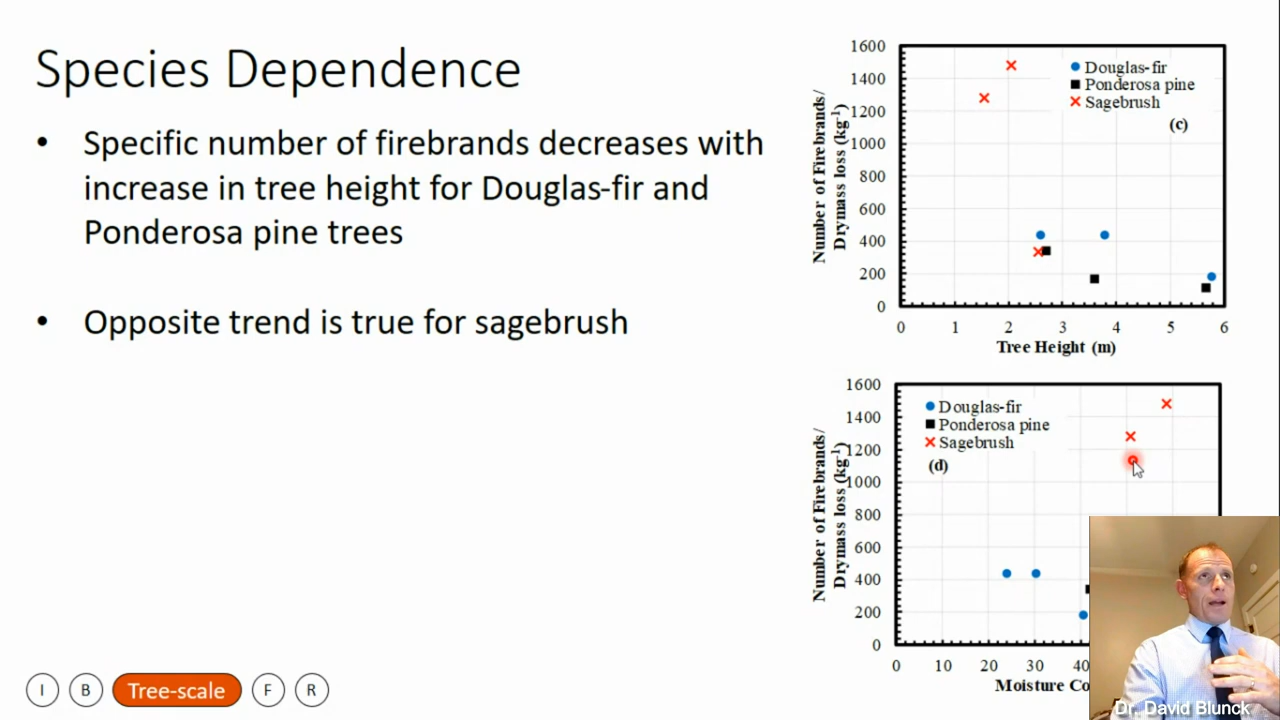 Species Dependence
• Specific number of firebrands decreases with
increase in tree height for Douglas-fir and
Ponderosa pine trees
• Opposite trend is true for sagebrush
I B Tree-scale F R
Number of Firebrands/
Drymass loss (kg⁻¹)
1600
1400
1200
1000
800
600
400
200
0
Douglas-fir
Ponderosa pine
Sagebrush
(c)
0 1 2 3 4 5 6
Tree Height (m)
Number of Firebrands/
Drymass loss (kg⁻¹)
1600
1400
1200
1000
800
600
400
200
0
Douglas-fir
Ponderosa pine
Sagebrush
(d)
0 10 20 30 40
Moisture Co
Dr. David Blunck